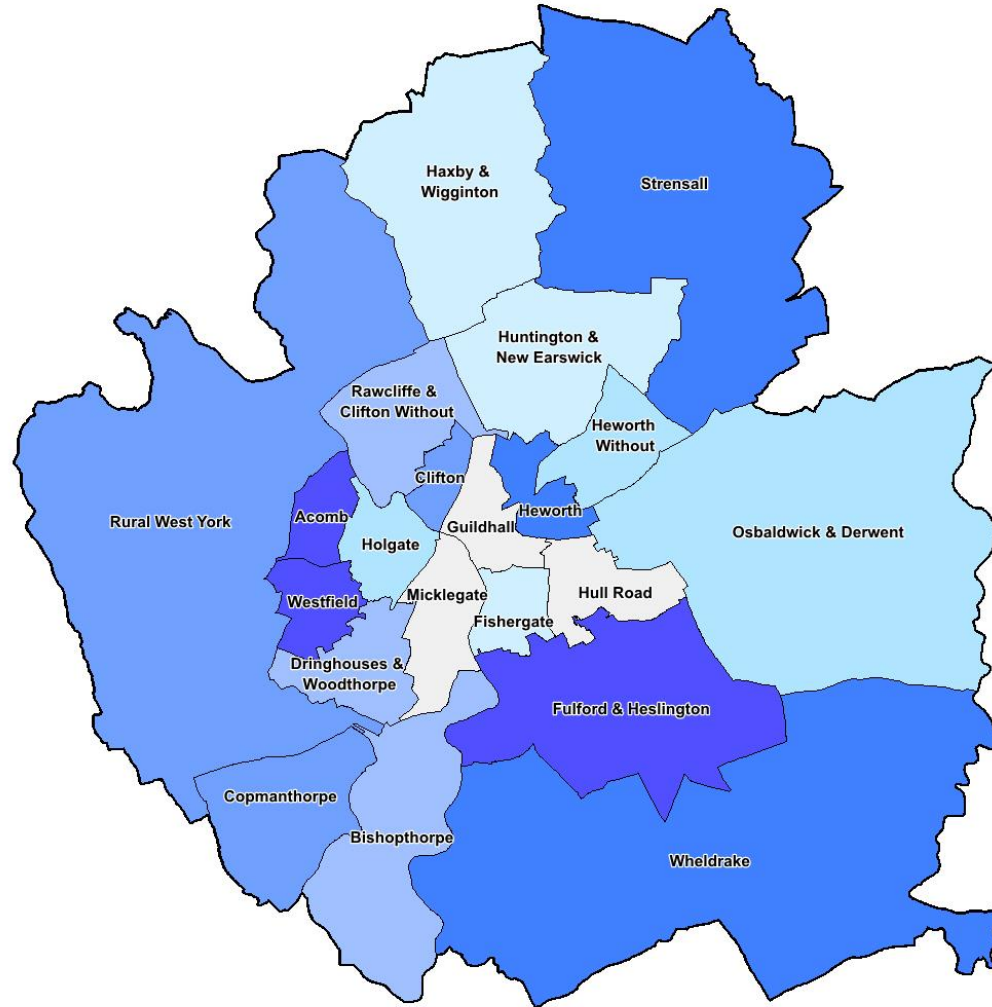 Haxby &
Wigginton
Strensall
Huntington &
New Earswick
Rawcliffe &
Clifton Without
Heworth
Without
Clifton
Acomb
Heworth
Rural West York
Guildhall
Osbaldwick & Derwent
Holgate
Westfield
Micklegate
Hull Road
Fishergate
Dringhouses &
Woodthorpe
Fulford & Heslington
Copmanthorpe
Bishopthorpe
Wheldrake